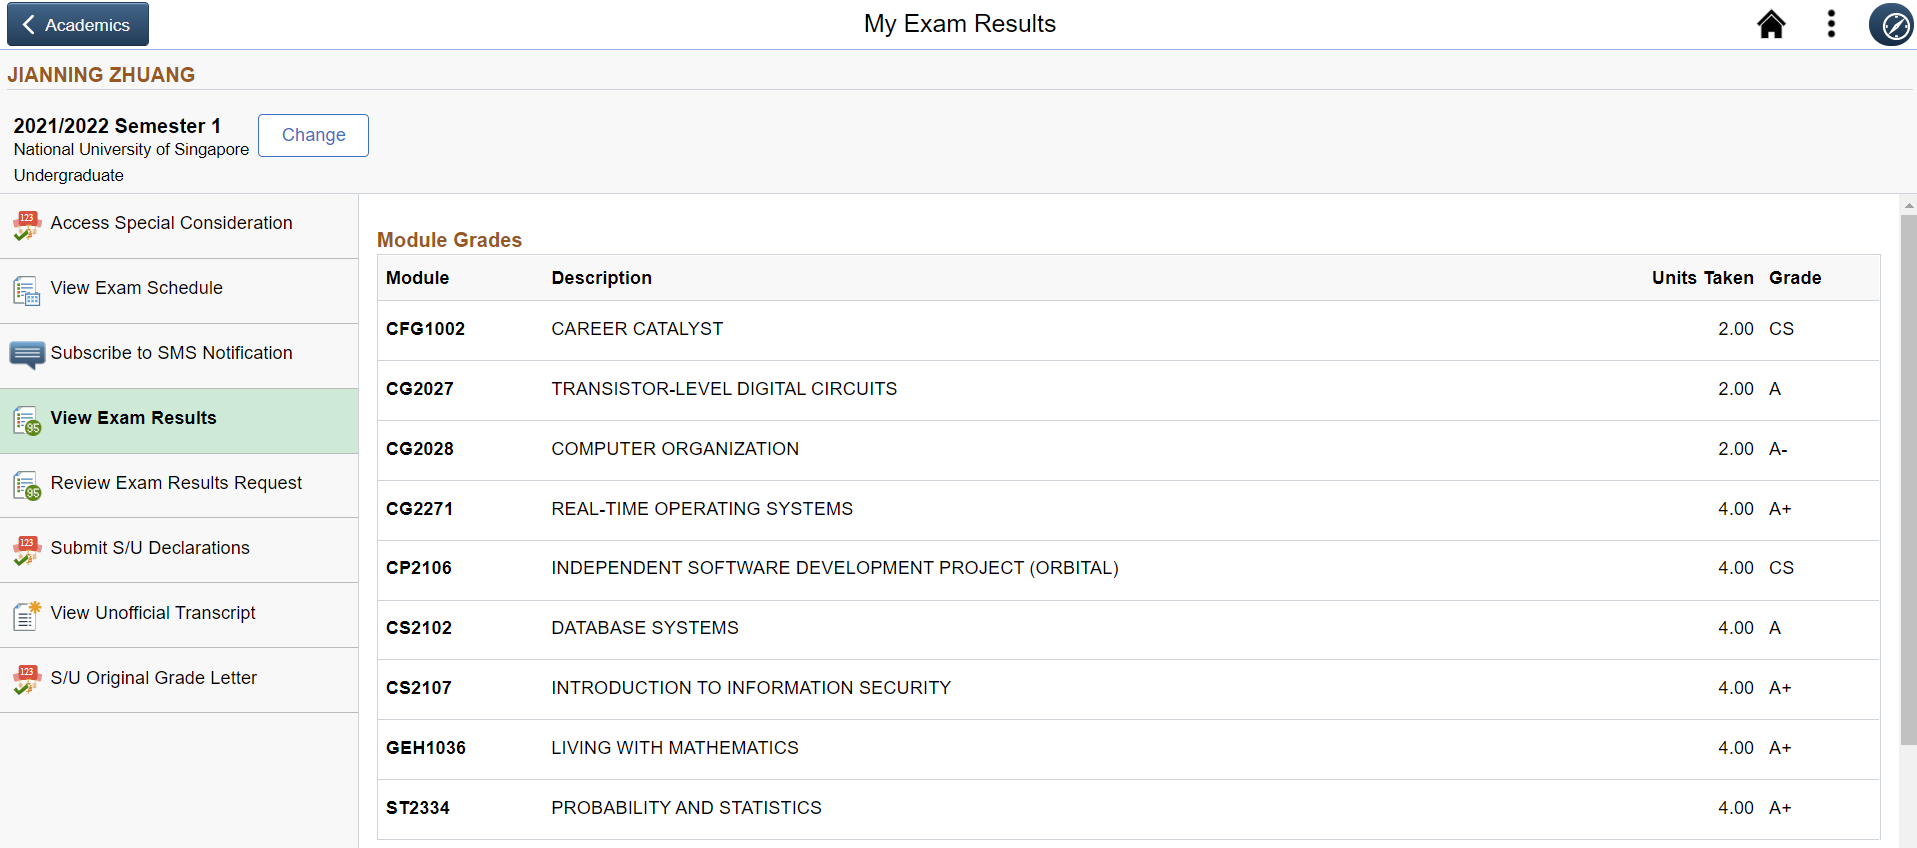 Academics
My Exam Results
JIANNING ZHUANG
2021/2022 Semester 1
Change
National University of Singapore
Undergraduate
Access Special Consideration
View Exam Schedule
Subscribe to SMS Notification
View Exam Results
Review Exam Results Request
Submit S/U Declarations
View Unofficial Transcript
S/U Original Grade Letter
Module Grades
Module Description Units Taken Grade
CFG1002 CAREER CATALYST 2.00 CS
CG2027 TRANSISTOR-LEVEL DIGITAL CIRCUITS 2.00 A
CG2028 COMPUTER ORGANIZATION 2.00 A-
CG2271 REAL-TIME OPERATING SYSTEMS 4.00 A+
CP2106 INDEPENDENT SOFTWARE DEVELOPMENT PROJECT (ORBITAL) 4.00 CS
CS2102 DATABASE SYSTEMS 4.00 A
CS2107 INTRODUCTION TO INFORMATION SECURITY 4.00 A+
GEH1036 LIVING WITH MATHEMATICS 4.00 A+
ST2334 PROBABILITY AND STATISTICS 4.00 A+